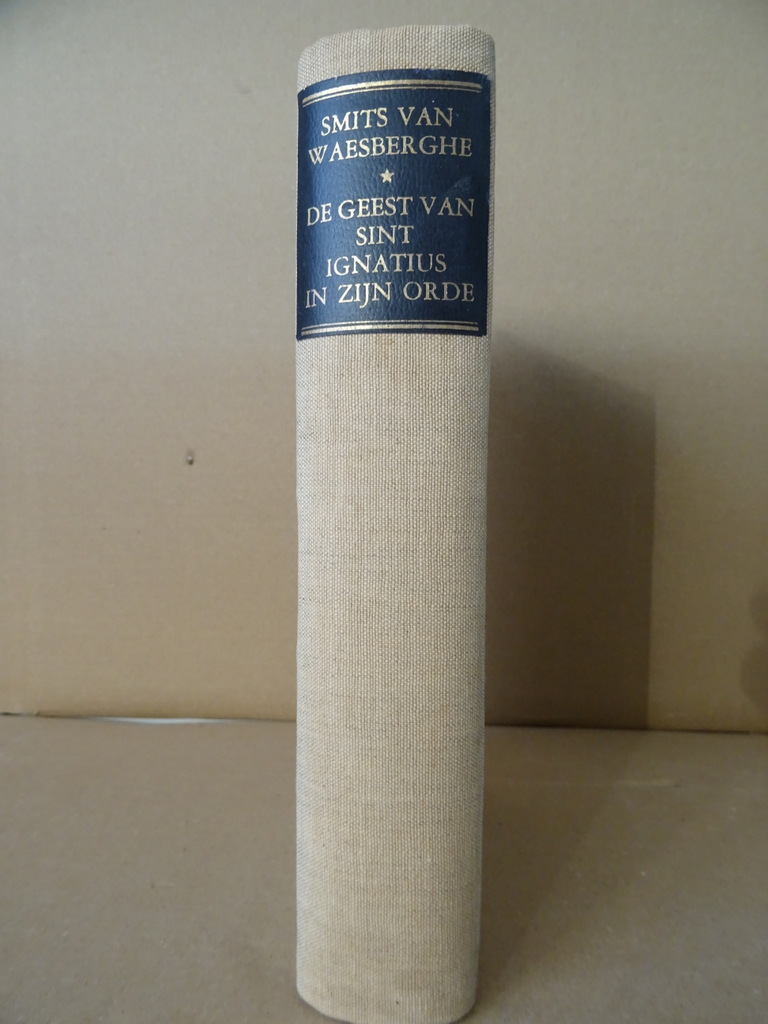 SMITS VAN
WAESBERGHE
DE GEEST VAN
SINT
IGNATIUS
IN ZIJN ORDE